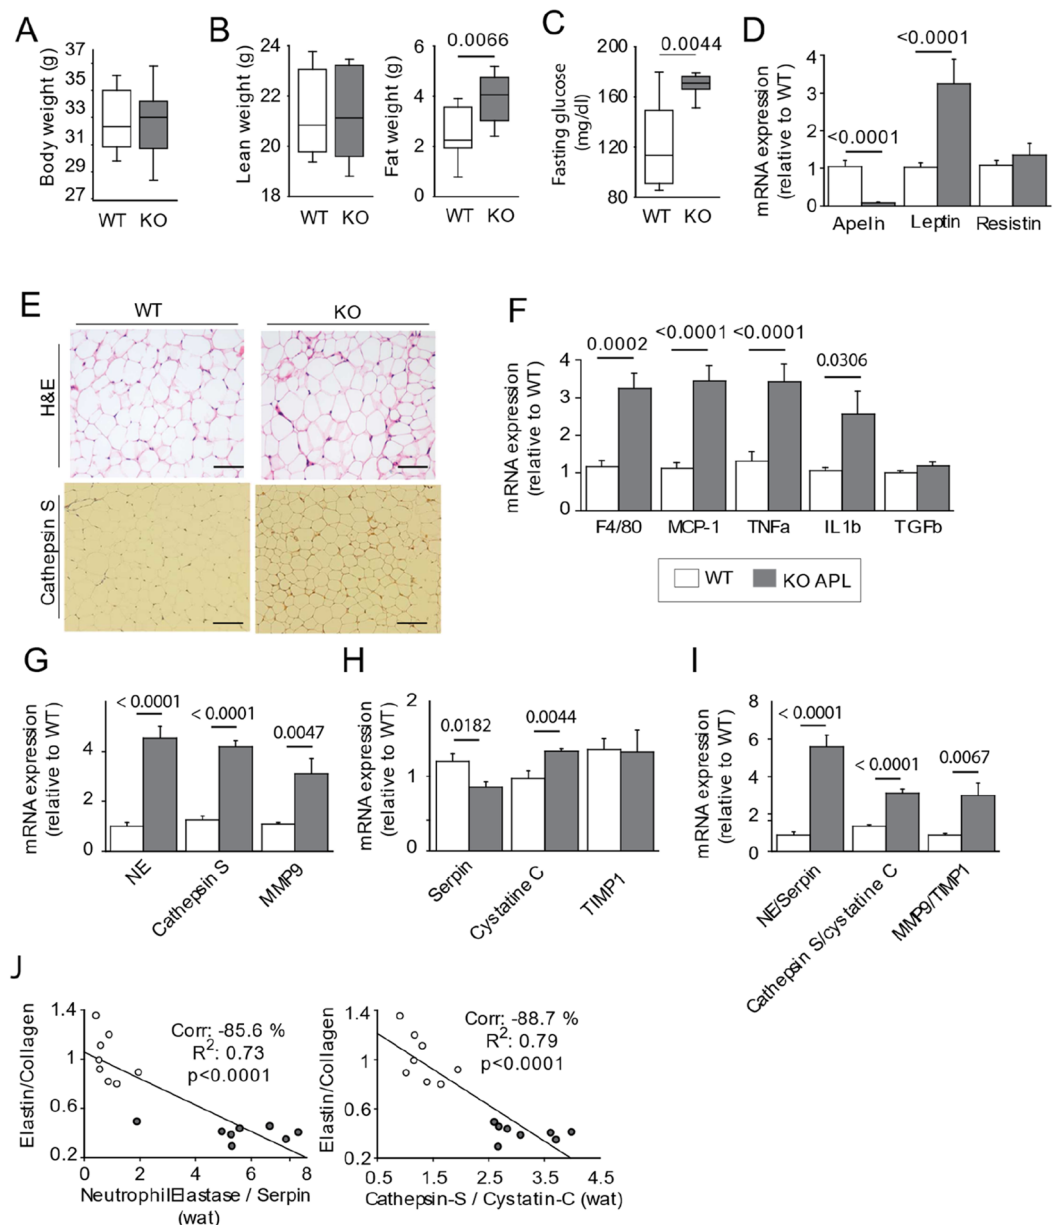 A
Body weight (g)
37
35
33
31
29
27
WT KO
B
Lean weight (g)
24
22
20
18
WT KO
Fat weight (g)
6
4
2
0
0.0066
WT KO
C
Fasting glucose
(mg/dl)
200
160
120
80
0.0044
WT KO
D
mRNA expression
(relative to WT)
4
3
2
1
0
<0.0001
<0.0001
Apelin Leptin Resistin
E
WT KO
H&E
Cathepsin S
F
mRNA expression
(relative to WT)
4
3
2
1
0
0.0002 <0.0001 <0.0001 0.0306
F4/80 MCP-1 TNFa IL1b TGFb
WT KO APL
G
mRNA expression
(relative to WT)
4
2
0
< 0.0001 < 0.0001 0.0047
NE
Cathepsin S
MMP9
H
mRNA expression
(relative to WT)
2
1
0
0.0182 0.0044
Serpin
Cystatine C
TIMP1
I
mRNA expression
(relative to WT)
8
6
4
2
0
< 0.0001
< 0.0001
0.0067
NE/Serpin
Cathepsin S/cystatine C
MMP9/TIMP1
J
Elastin/Collagen
1.4
1
0.6
0.2
Corr: -85.6 %
R2: 0.73
p<0.0001
0 2 4 6 8
NeutrophilElastase / Serpin
(wat)
Elastin/Collagen
1.4
1
0.6
0.2
Corr: -88.7 %
R2: 0.79
p<0.0001
0.5 1.5 2.5 3.5 4.5
Cathepsin-S / Cystatin-C (wat)